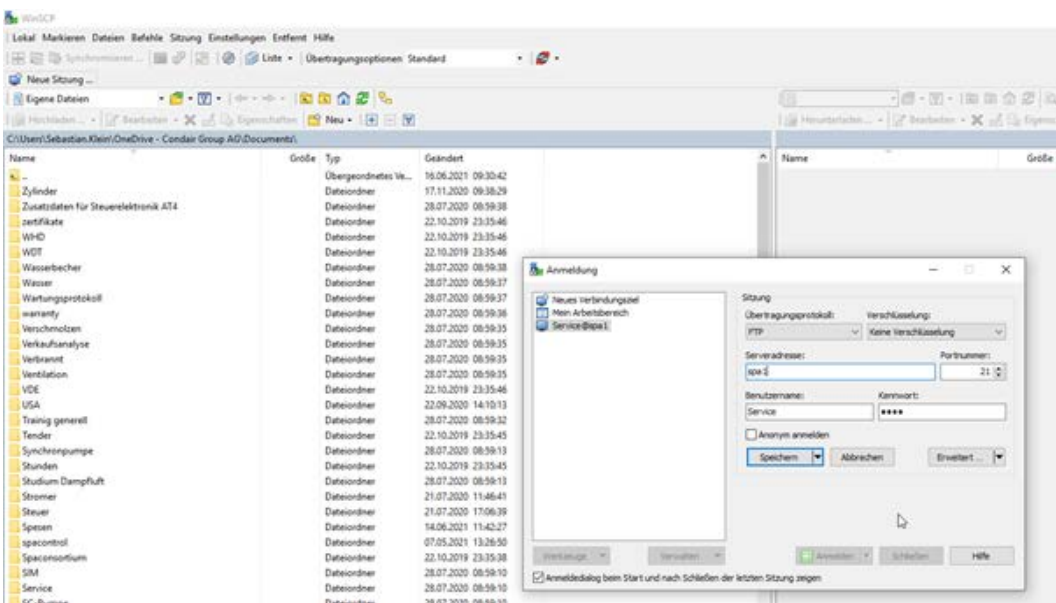 WinSCP
Lokal Markieren Dateien Befehle Sitzung Einstellungen Entfernt Hilfe
Synchronisieren ... Liste Übertragungsoptionen Standard
Neue Sitzung ...
Eigene Dateien
Hochladen ... Bearbeiten Eigenschaften Neu Herunterladen ... Bearbeiten
C:\Users\Sebastian.Klein\OneDrive - Condair Group AG\Documents\
Name Größe Typ Geändert Name Größe
.. Übergeordnetes Ve... 16.06.2021 09:30:42
Zylinder Dateiordner 17.11.2020 09:38:29
Zusatzdaten für Steuerelektronik AT4 Dateiordner 28.07.2020 08:59:38
zertifikate Dateiordner 22.10.2019 23:35:46
WHD Dateiordner 22.10.2019 23:35:46
WDT Dateiordner 22.10.2019 23:35:46
Wasserbecher Dateiordner 28.07.2020 08:59:38
Wasser Dateiordner 28.07.2020 08:59:37
Wartungsprotokoll Dateiordner 28.07.2020 08:59:37
warranty Dateiordner 28.07.2020 08:59:36
Verschmolzen Dateiordner 28.07.2020 08:59:35
Verkaufsanalyse Dateiordner 28.07.2020 08:59:35
Verbrannt Dateiordner 28.07.2020 08:59:35
Ventilation Dateiordner 28.07.2020 08:59:35
VDE Dateiordner 22.10.2019 23:35:46
USA Dateiordner 22.09.2020 14:10:13
Trainig generell Dateiordner 28.07.2020 08:59:32
Tender Dateiordner 22.10.2019 23:35:45
Synchronpumpe Dateiordner 28.07.2020 08:59:13
Stunden Dateiordner 22.10.2019 23:35:45
Studium Dampfluft Dateiordner 28.07.2020 08:59:13
Stromer Dateiordner 21.07.2020 11:46:41
Steuer Dateiordner 21.07.2020 17:06:39
Spesen Dateiordner 14.06.2021 11:42:27
spacontrol Dateiordner 07.05.2021 13:26:50
Spaconsortium Dateiordner 22.10.2019 23:35:38
SIM Dateiordner 28.07.2020 08:59:10
Service Dateiordner 28.07.2020 08:59:10
Dateiordner 28.07.2020 08:59:10
Anmeldung
Neues Verbindungsziel
Mein Arbeitsbereich
Service@spa1
Sitzung
Übertragungsprotokoll: Verschlüsselung:
FTP Keine Verschlüsselung
Serveradresse: Portnummer:
spa1 21
Benutzername: Kennwort:
Service ••••
Anonym anmelden
Speichern Abbrechen Erweitert ...
Werkzeuge Verwalten Anmelden Schließen Hilfe
Anmeldedialog beim Start und nach Schließen der letzten Sitzung zeigen